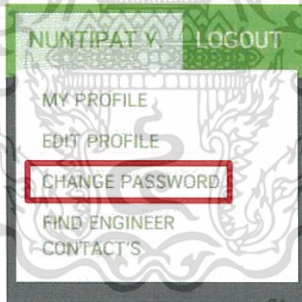 NUNTIPAT Y. LOGOUT
MY PROFILE
EDIT PROFILE
CHANGE PASSWORD
FIND ENGINEER
CONTACT'S